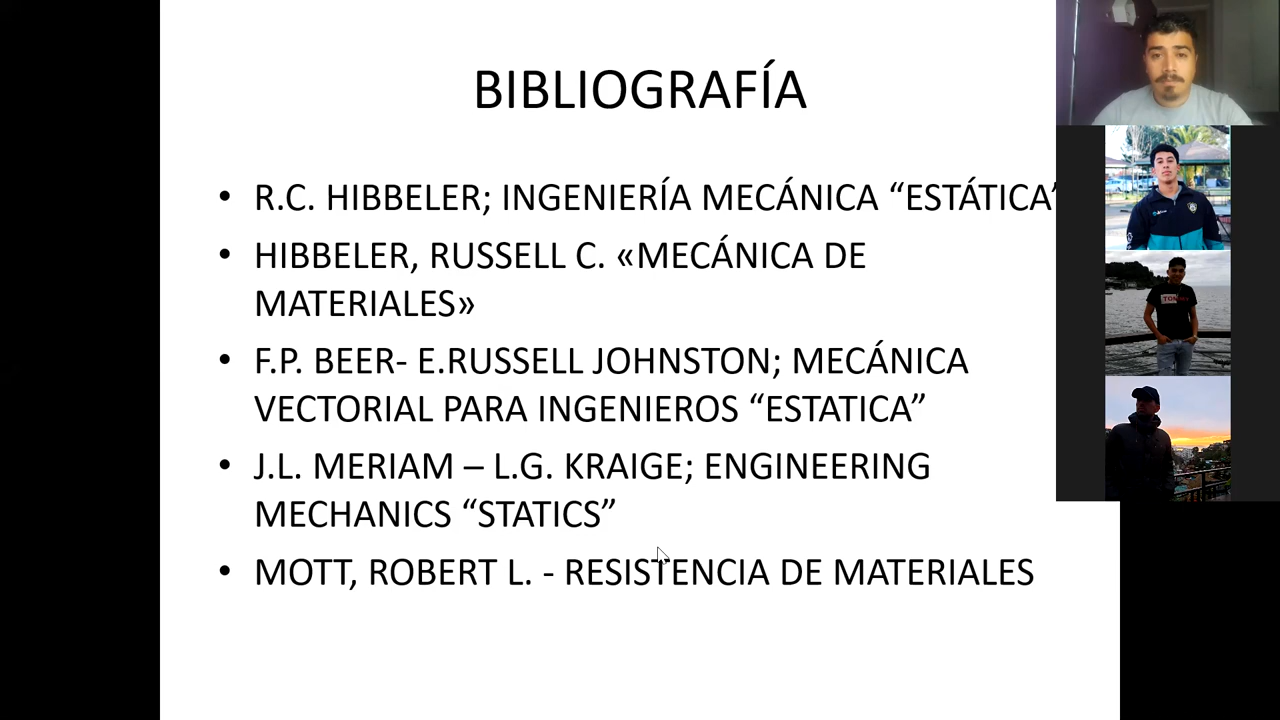 BIBLIOGRAFÍA
• R.C. HIBBELER; INGENIERÍA MECÁNICA “ESTÁTICA”
• HIBBELER, RUSSELL C. «MECÁNICA DE
MATERIALES»
• F.P. BEER- E.RUSSELL JOHNSTON; MECÁNICA
VECTORIAL PARA INGENIEROS “ESTATICA”
• J.L. MERIAM – L.G. KRAIGE; ENGINEERING
MECHANICS “STATICS”
• MOTT, ROBERT L. - RESISTENCIA DE MATERIALES